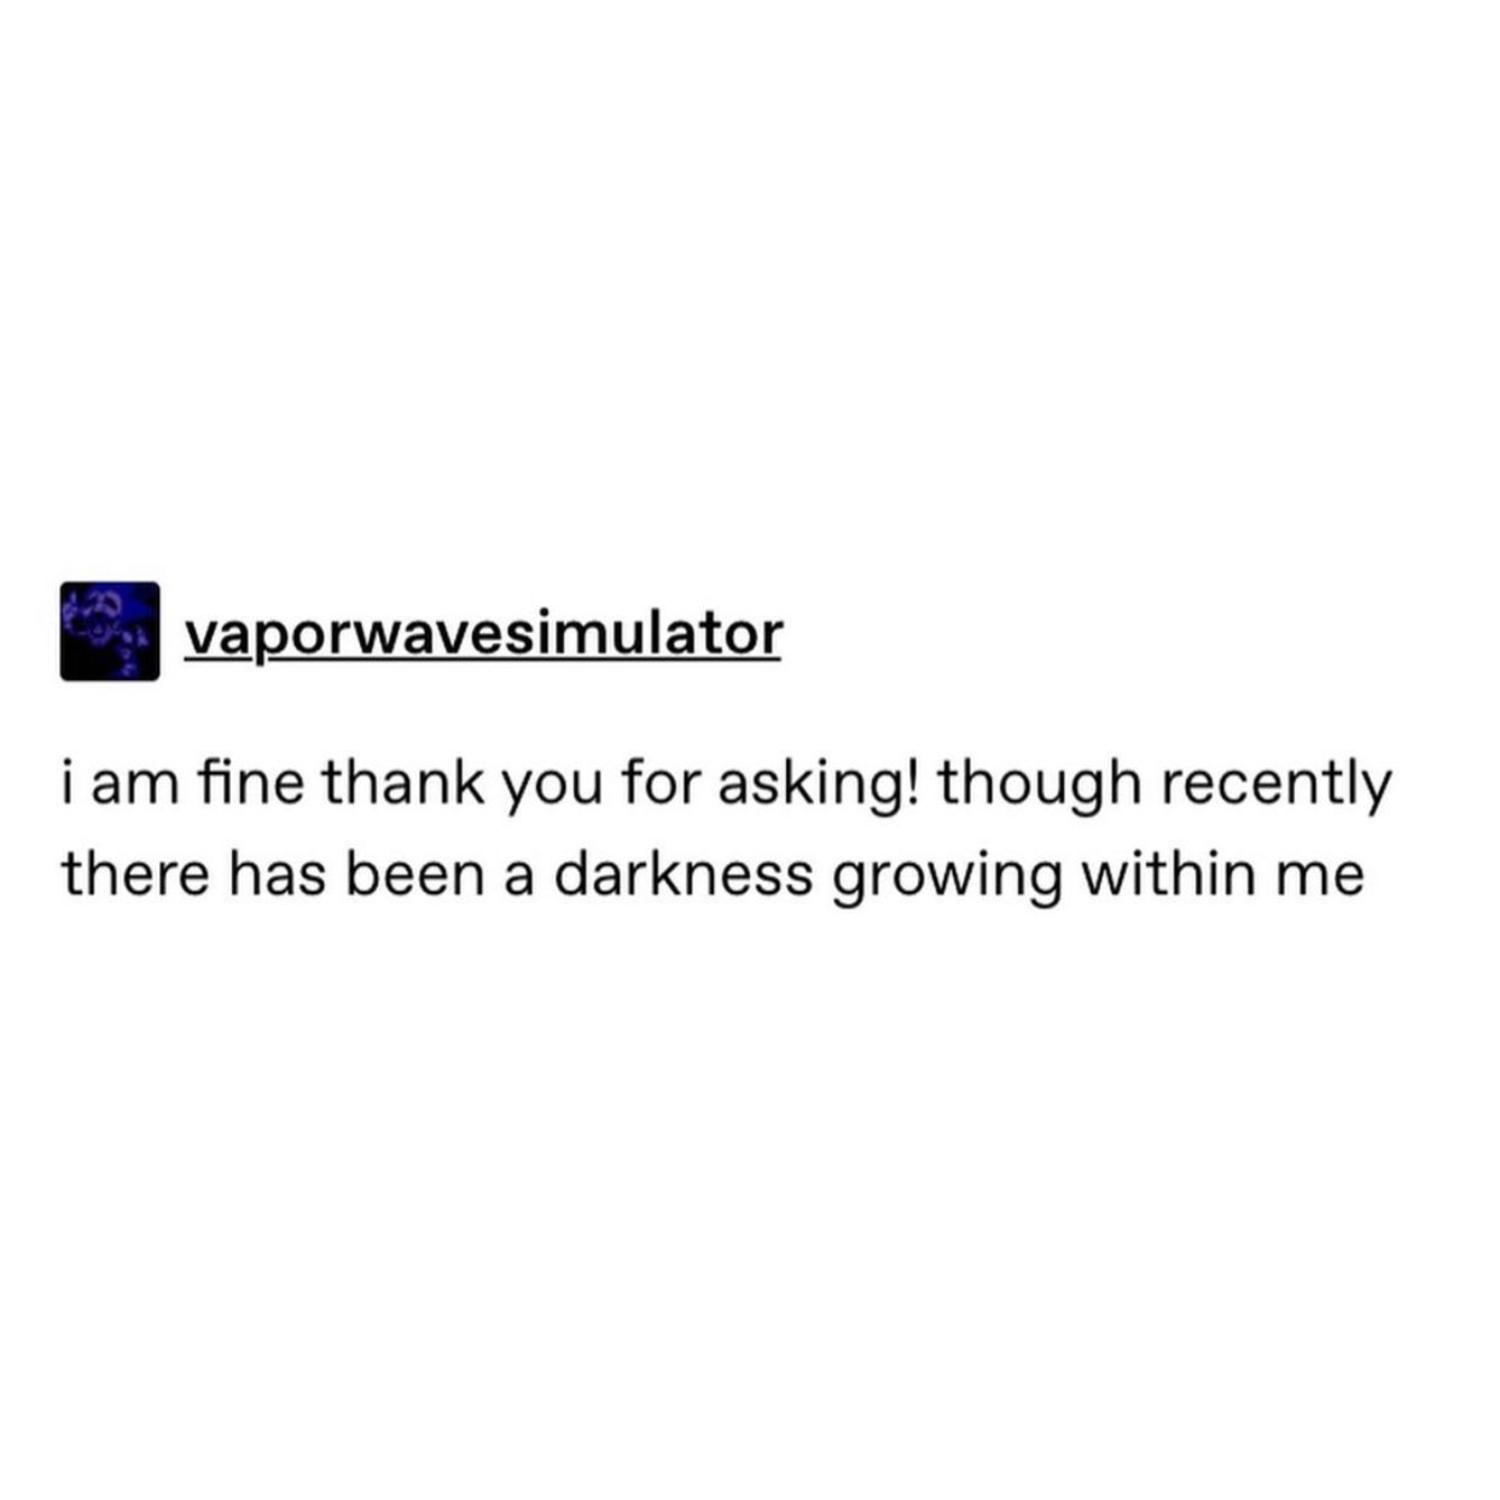 vaporwavesimulator
i am fine thank you for asking! though recently
there has been a darkness growing within me